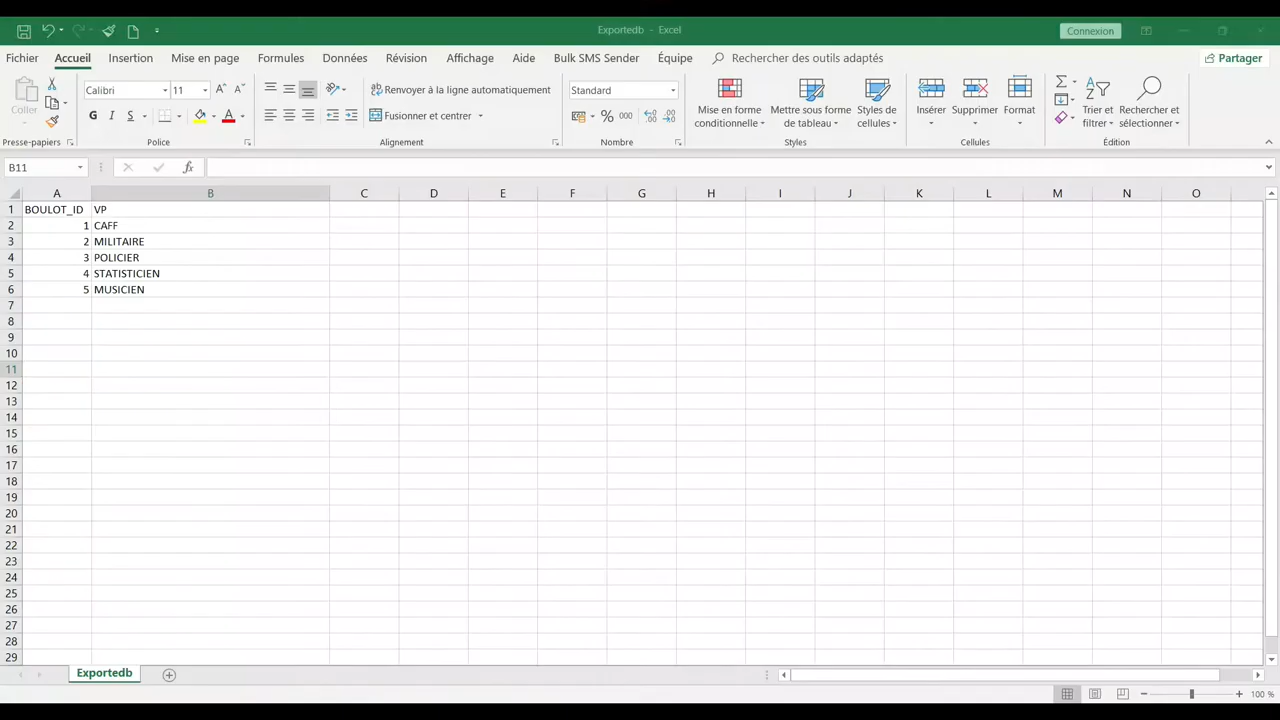 Exportedb - Excel
Connexion
Fichier Accueil Insertion Mise en page Formules Données Révision Affichage Aide Bulk SMS Sender Équipe Rechercher des outils adaptés Partager
Coller
Calibri 11
Renvoyer à la ligne automatiquement
Standard
Mise en forme conditionnelle
Mettre sous forme de tableau
Styles de cellules
Insérer
Supprimer
Format
Trier et filtrer
Rechercher et sélectionner
G I S
Fusionner et centrer
% 000
Presse-papiers Police Alignement Nombre Styles Cellules Édition
B11 fx
A B C D E F G H I J K L M N O
1 BOULOT_ID VP
2 1 CAFF
3 2 MILITAIRE
4 3 POLICIER
5 4 STATISTICIEN
6 5 MUSICIEN
7
8
9
10
11
12
13
14
15
16
17
18
19
20
21
22
23
24
25
26
27
28
29
Exportedb
100 %